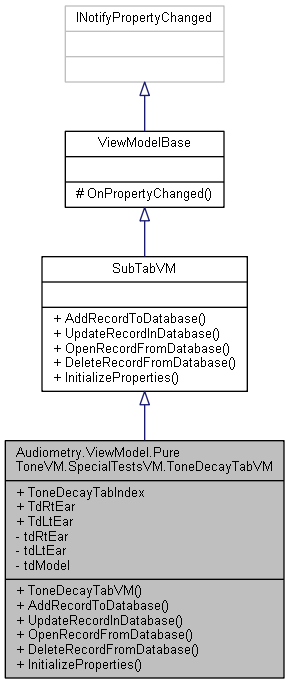 INotifyPropertyChanged
ViewModelBase
# OnPropertyChanged()
SubTabVM
+ AddRecordToDatabase()
+ UpdateRecordInDatabase()
+ OpenRecordFromDatabase()
+ DeleteRecordFromDatabase()
+ InitializeProperties()
Audiometry.ViewModel.Pure
ToneVM.SpecialTestsVM.ToneDecayTabVM
+ ToneDecayTabIndex
+ TdRtEar
+ TdLtEar
- tdRtEar
- tdLtEar
- tdModel
+ ToneDecayTabVM()
+ AddRecordToDatabase()
+ UpdateRecordInDatabase()
+ OpenRecordFromDatabase()
+ DeleteRecordFromDatabase()
+ InitializeProperties()